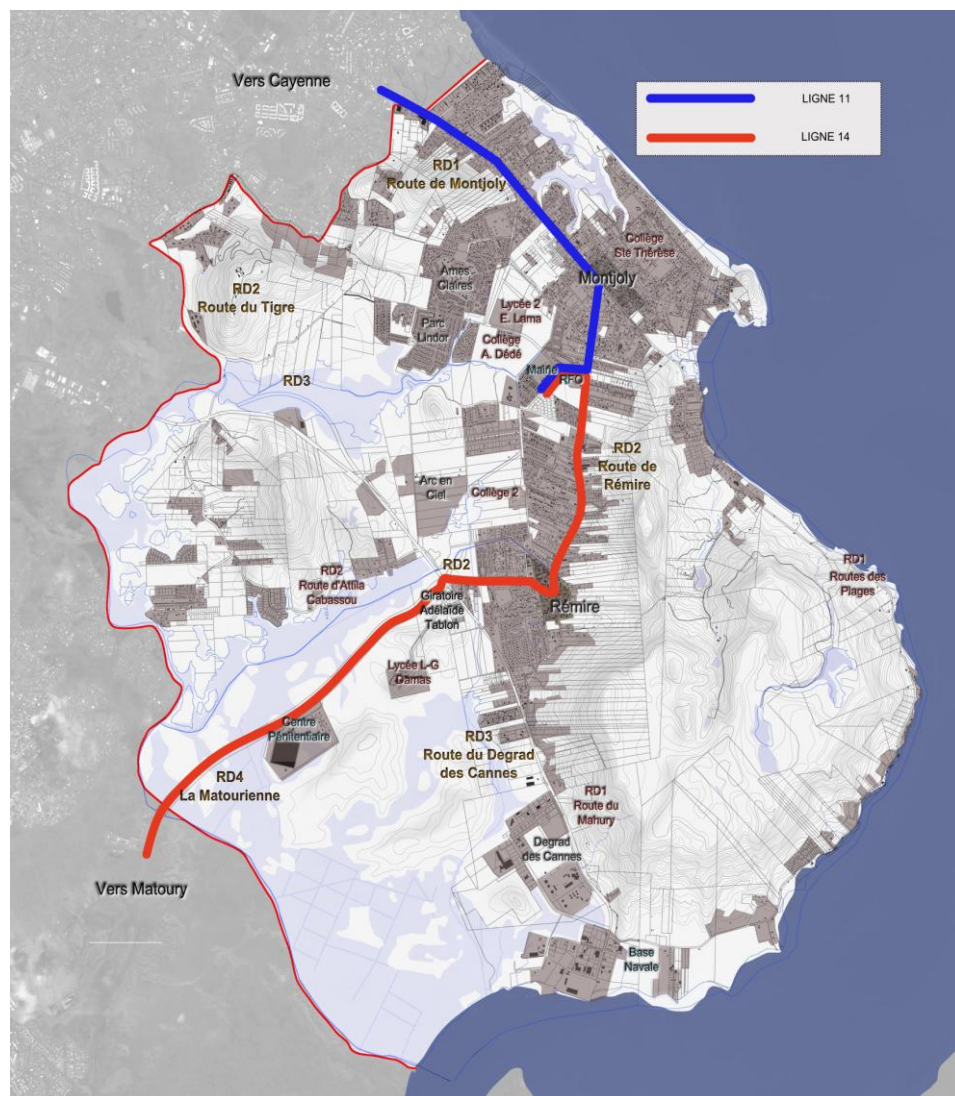 Vers Cayenne
LIGNE 11
LIGNE 14
RD1
Route de Montjoly
Collège
Ste Thérèse
Ames
Claires
Montjoly
RD2
Route du Tigre
Lycée 2
E. Lama
Parc
Lindor
Collège
A. Dédé
Mairie
RFO
RD3
RD2
Route de
Rémire
Arc en
Ciel
Collège 2
RD2
RD1
Routes des
Plages
RD2
Route d'Attila
Cabassou
Giratoire
Adélaïde
Tablon
Rémire
Lycée L-G
Damas
Centre
Pénitentiaire
RD3
Route du Degrad
des Cannes
RD4
La Matourienne
RD1
Route du
Mahury
Degrad
des Cannes
Vers Matoury
Base
Navale